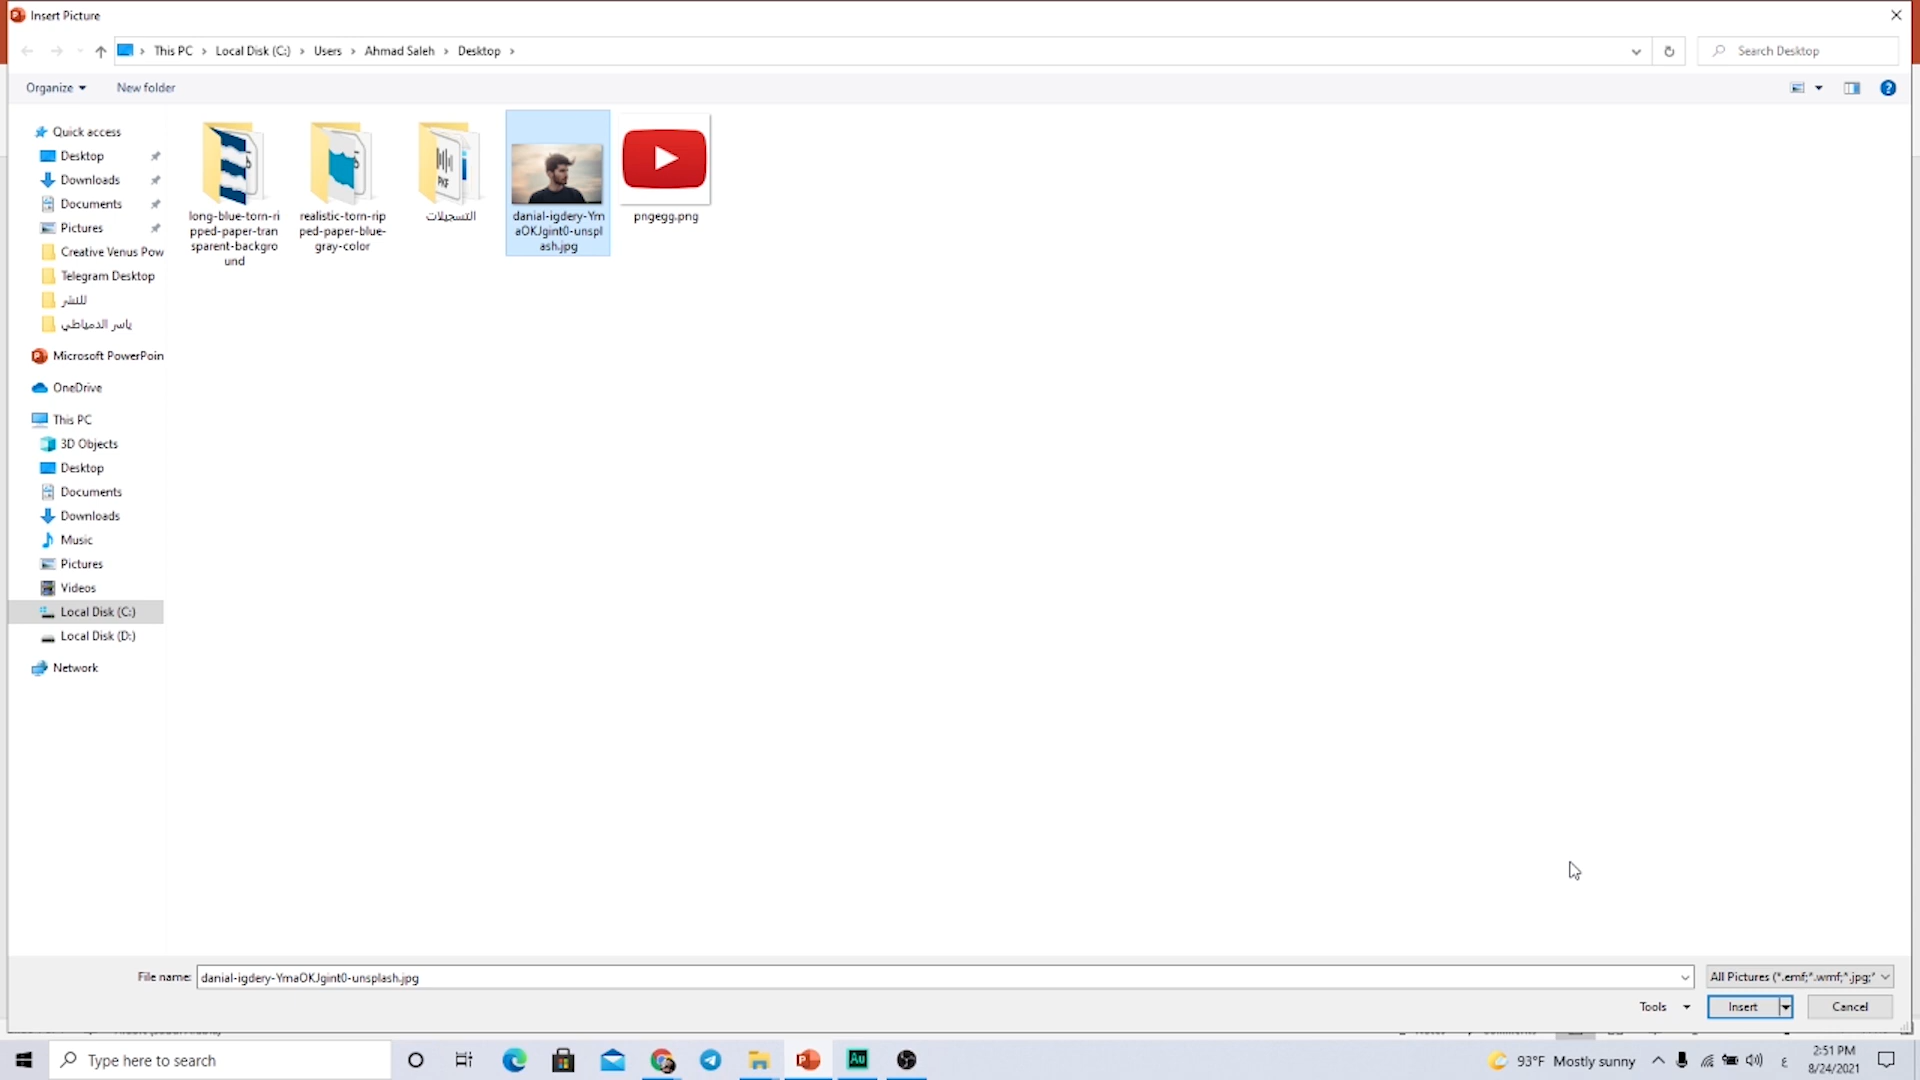 Insert Picture
This PC
Local Disk (C:)
Users
Ahmad Saleh
Desktop
Search Desktop
Organize
New folder
Quick access
Desktop
Downloads
Documents
Pictures
Creative Venus Pow
Telegram Desktop
للنشر
ياسر الدمياطي
Microsoft PowerPoin
OneDrive
This PC
3D Objects
Desktop
Documents
Downloads
Music
Pictures
Videos
Local Disk (C:)
Local Disk (D:)
Network
long-blue-torn-ri
pped-paper-tran
sparent-backgro
und
realistic-torn-rip
ped-paper-blue-
gray-color
PKF
التسجيلات
danial-igdery-Ym
aOKJgint0-unspl
ash.jpg
pngegg.png
File name:
danial-igdery-YmaOKJgint0-unsplash.jpg
All Pictures (*.emf;*.wmf;*.jpg;*
Tools
Insert
Cancel
Type here to search
Au
93°F Mostly sunny
ع
2:51 PM
8/24/2021